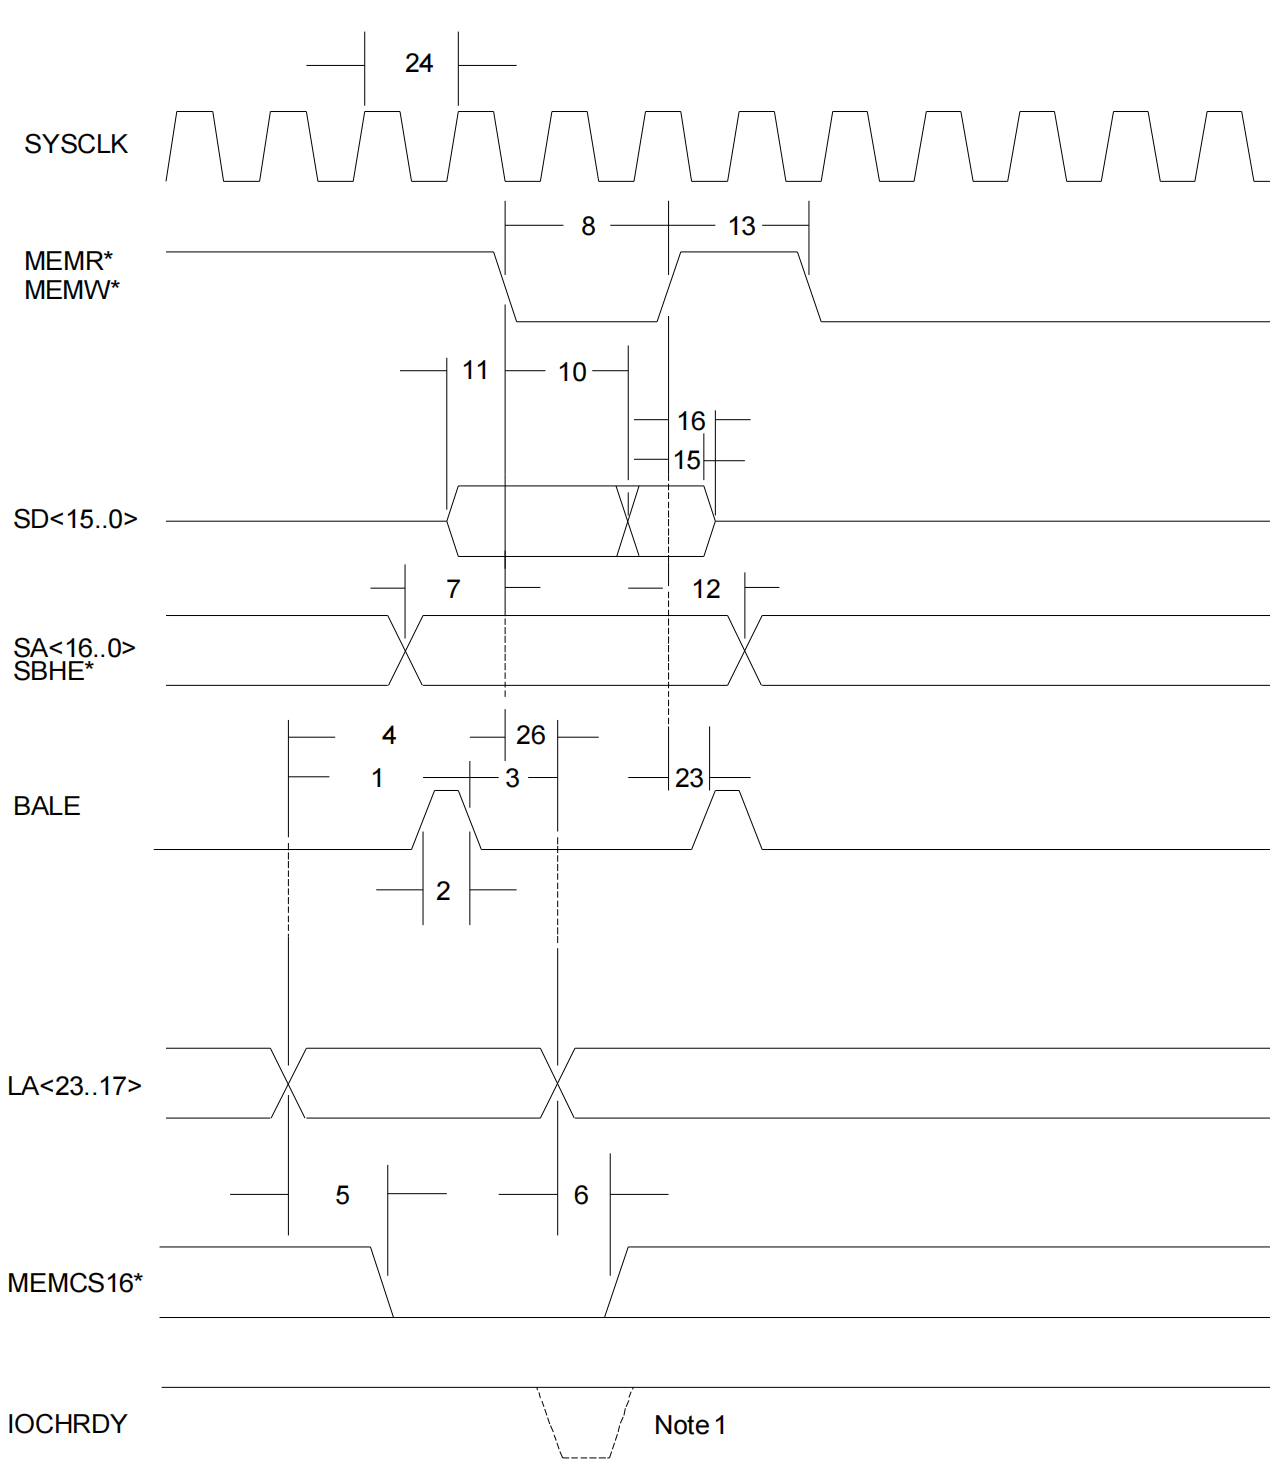 24
SYSCLK
8 13
MEMR*
MEMW*
11 10
16
15
SD<15..0>
7 12
SA<16..0>
SBHE*
4 26
1 3 23
BALE
2
LA<23..17>
5 6
MEMCS16*
IOCHRDY Note 1